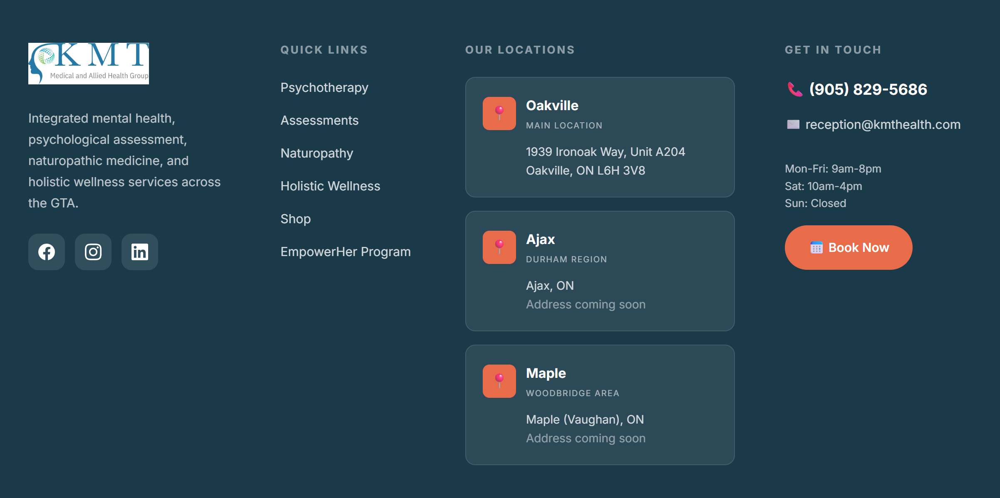 KMT
Medical and Allied Health Group
Integrated mental health,
psychological assessment,
naturopathic medicine, and
holistic wellness services across
the GTA.
QUICK LINKS
Psychotherapy
Assessments
Naturopathy
Holistic Wellness
Shop
EmpowerHer Program
OUR LOCATIONS
Oakville
MAIN LOCATION
1939 Ironoak Way, Unit A204
Oakville, ON L6H 3V8
Ajax
DURHAM REGION
Ajax, ON
Address coming soon
Maple
WOODBRIDGE AREA
Maple (Vaughan), ON
Address coming soon
GET IN TOUCH
(905) 829-5686
reception@kmthealth.com
Mon-Fri: 9am-8pm
Sat: 10am-4pm
Sun: Closed
Book Now